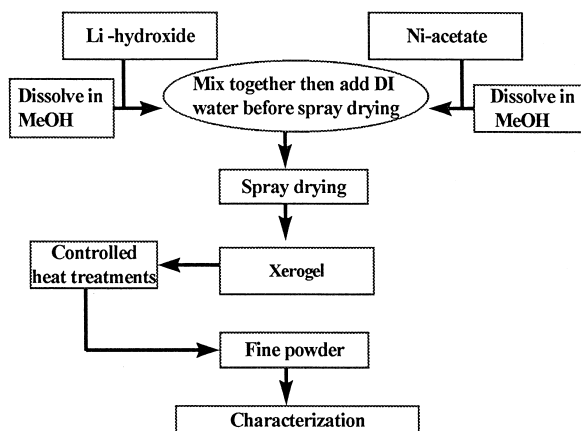 Li -hydroxide
Ni-acetate
Dissolve in
MeOH
Mix together then add DI
water before spray drying
Dissolve in
MeOH
Spray drying
Controlled
heat treatments
Xerogel
Fine powder
Characterization